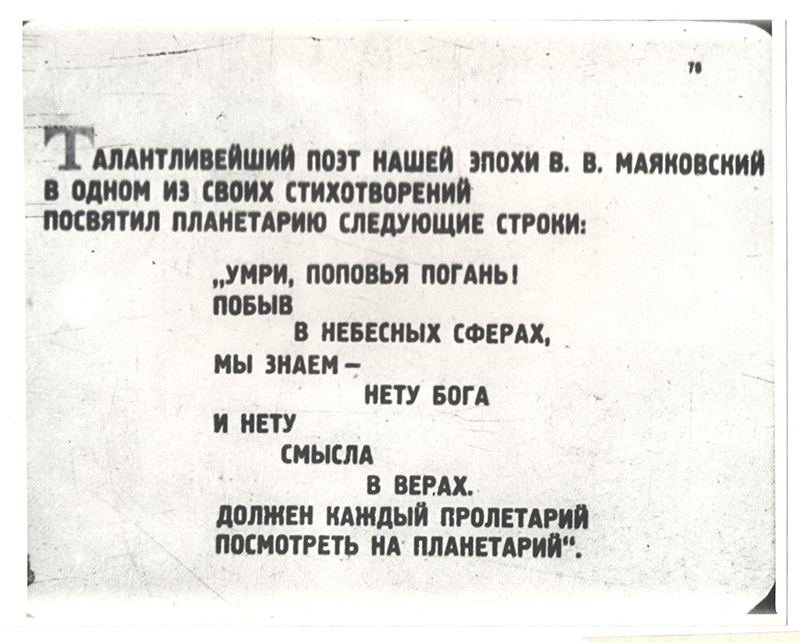 70
ТАЛАНТЛИВЕЙШИЙ ПОЭТ НАШЕЙ ЭПОХИ В. В. МАЯКОВСКИЙ
В ОДНОМ ИЗ СВОИХ СТИХОТВОРЕНИЙ
ПОСВЯТИЛ ПЛАНЕТАРИЮ СЛЕДУЮЩИЕ СТРОКИ:
„УМРИ, ПОПОВЬЯ ПОГАНЬ!
ПОБЫВ
В НЕБЕСНЫХ СФЕРАХ,
МЫ ЗНАЕМ —
НЕТУ БОГА
И НЕТУ
СМЫСЛА
В ВЕРАХ.
ДОЛЖЕН КАЖДЫЙ ПРОЛЕТАРИЙ
ПОСМОТРЕТЬ НА ПЛАНЕТАРИЙ“.